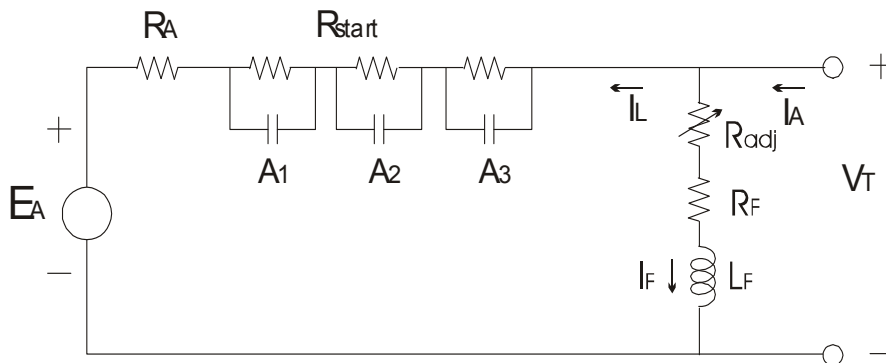 RA
Rstart
+
A1
A2
A3
IL
IA
+
Radj
RF
IF
LF
VT
+
EA
−
−